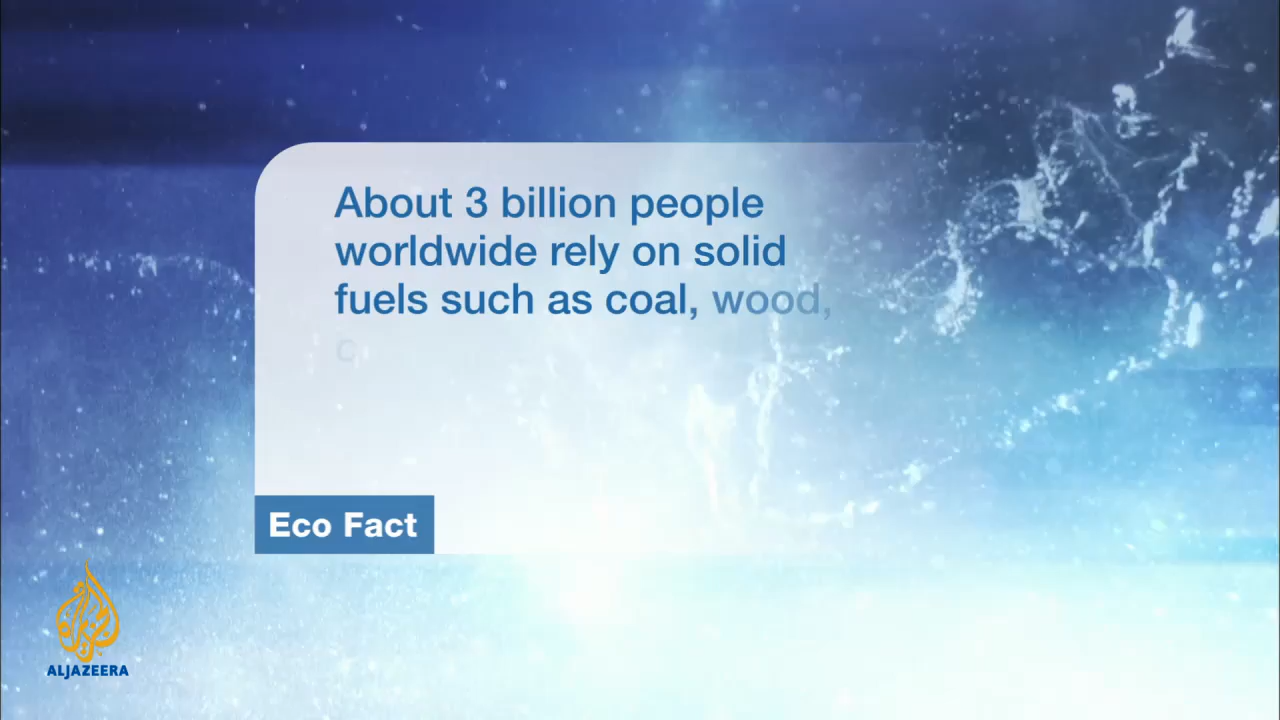 About 3 billion people
worldwide rely on solid
fuels such as coal, wood,
c
Eco Fact
ALJAZEERA